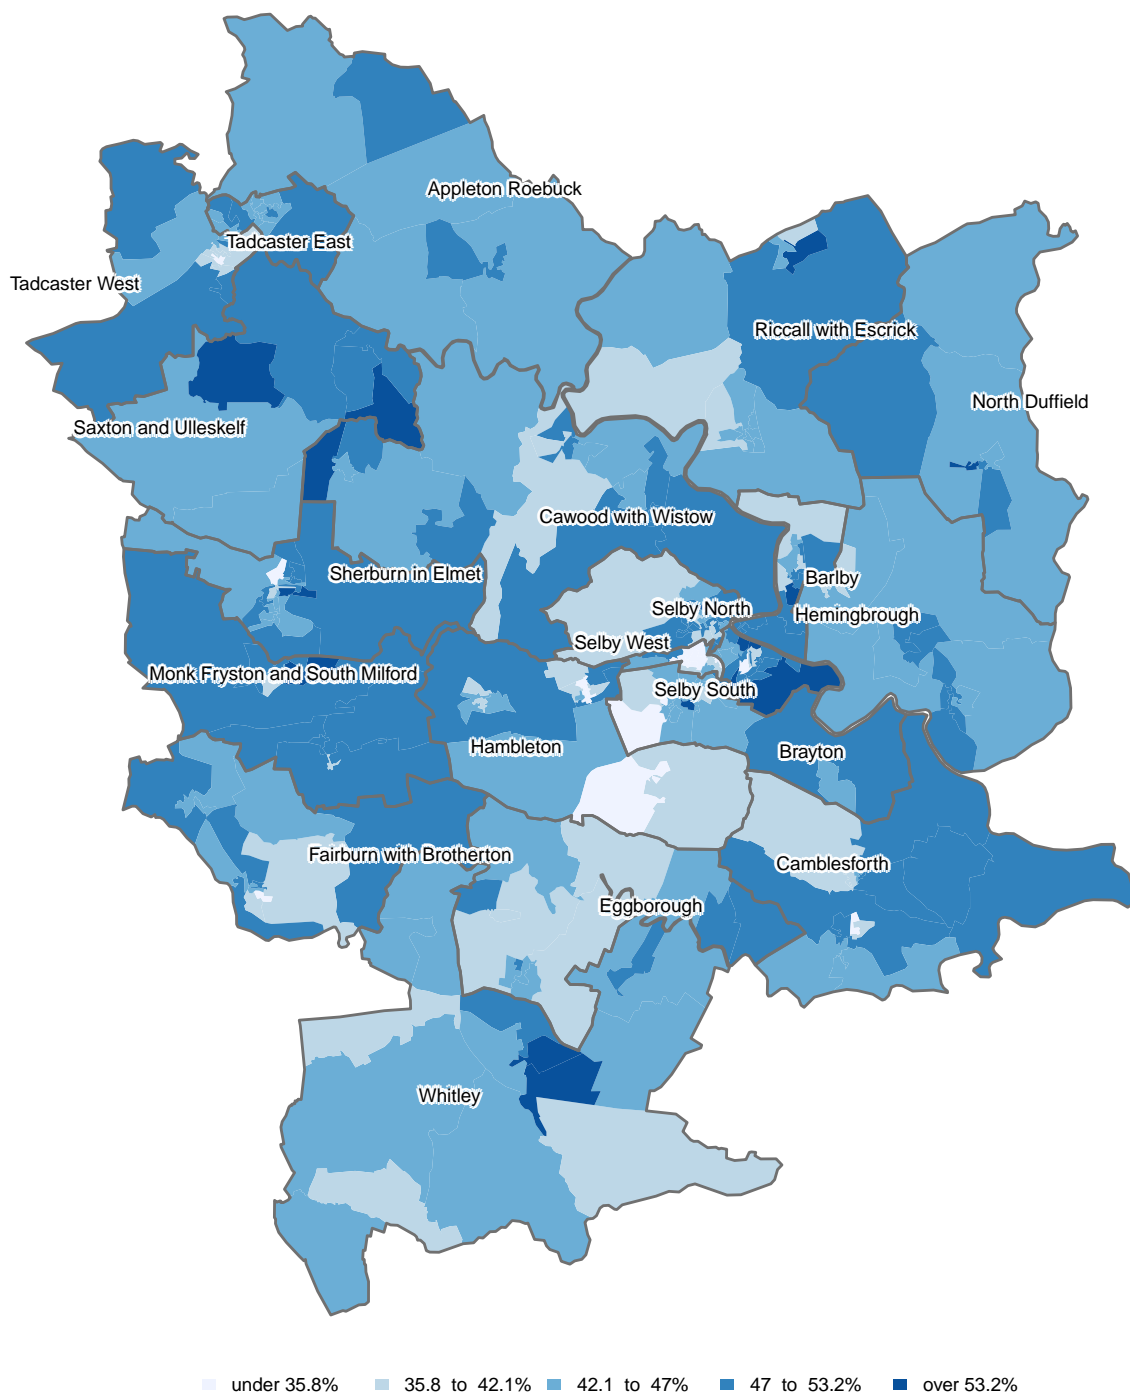 Appleton Roebuck
Tadcaster East
Tadcaster West
Riccall with Escrick
North Duffield
Saxton and Ulleskelf
Cawood with Wistow
Sherburn in Elmet
Barlby
Selby North
Hemingbrough
Selby West
Monk Fryston and South Milford
Selby South
Hambleton
Brayton
Fairburn with Brotherton
Camblesforth
Eggborough
Whitley
under 35.8% 35.8 to 42.1% 42.1 to 47% 47 to 53.2% over 53.2%